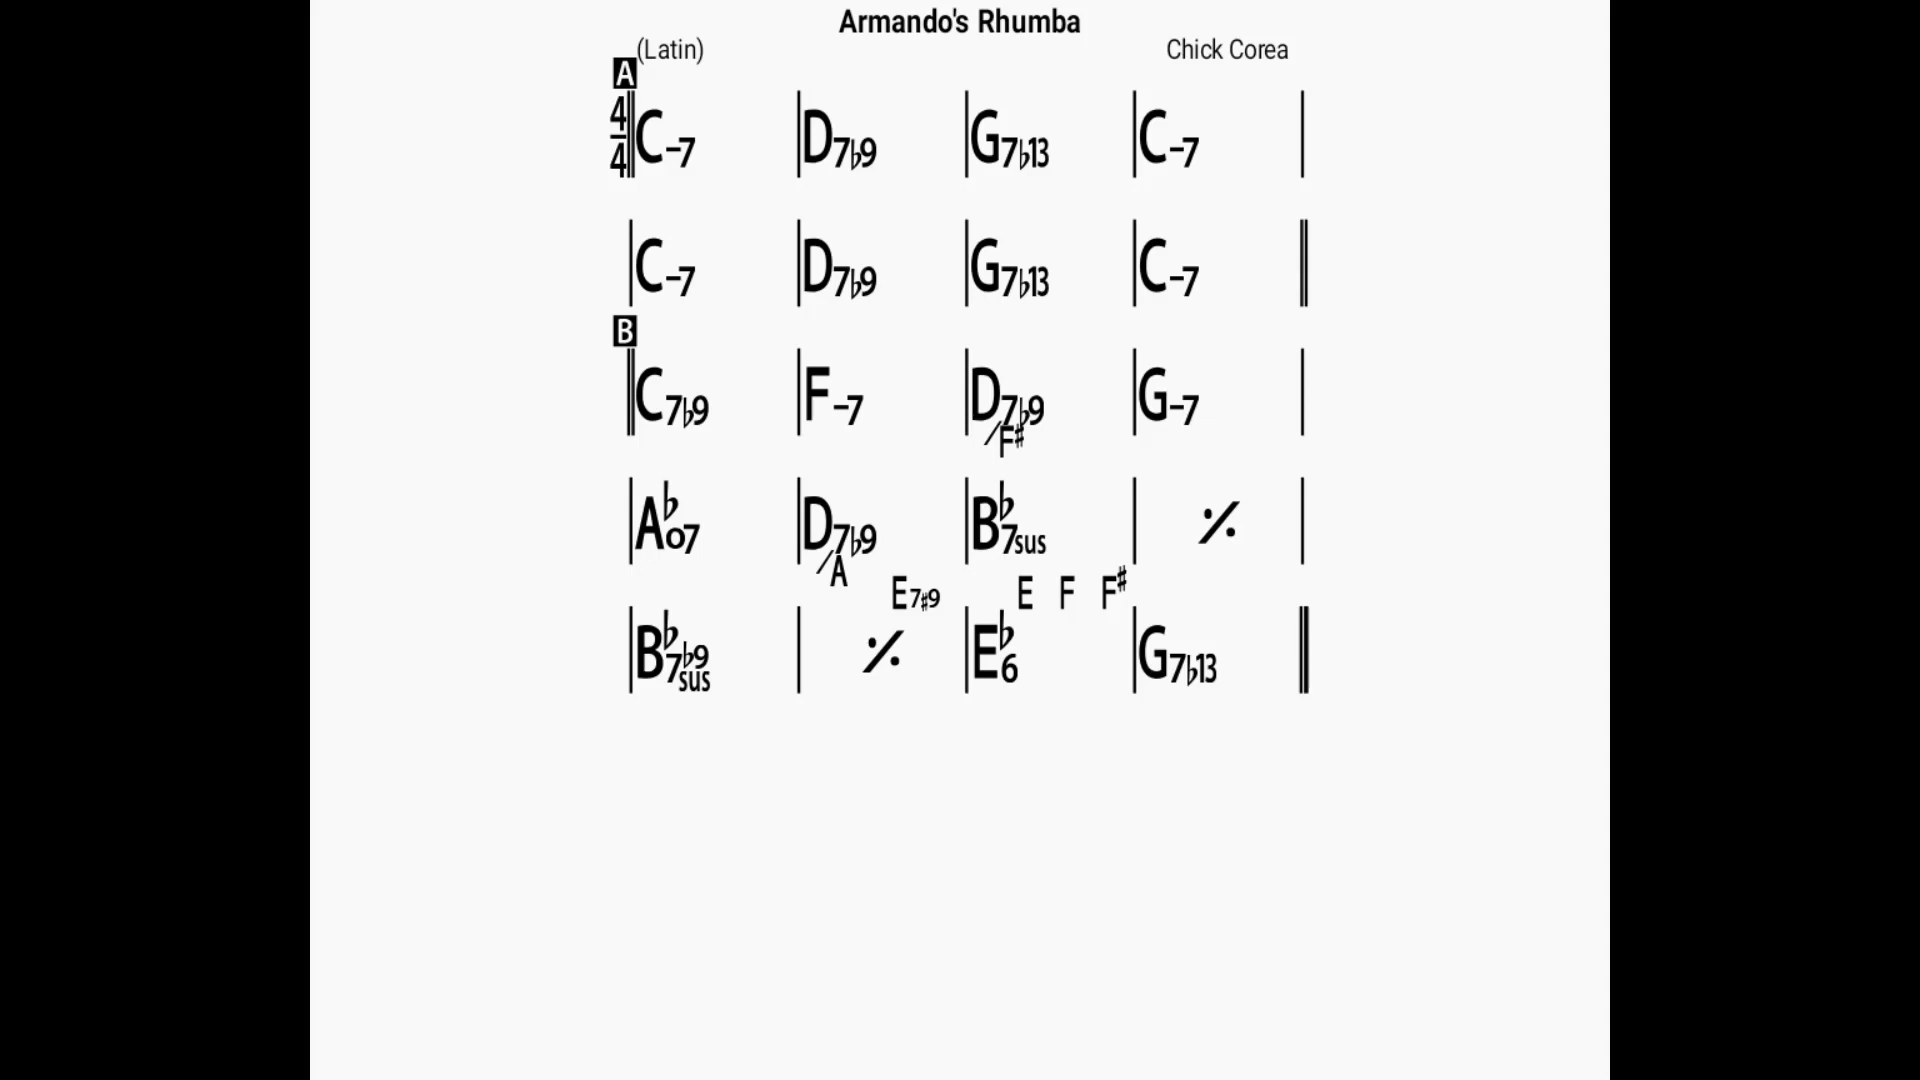 Armando's Rhumba
(Latin) Chick Corea
A
4/4 C-7 D7♭9 G7♭13 C-7
C-7 D7♭9 G7♭13 C-7
B
C7♭9 F-7 D7♭9/F♯ G-7
A♭o7 D7♭9/A B♭7sus 𝄎
E7♯9 E F F♯
B♭7♭9sus 𝄎 E♭6 G7♭13